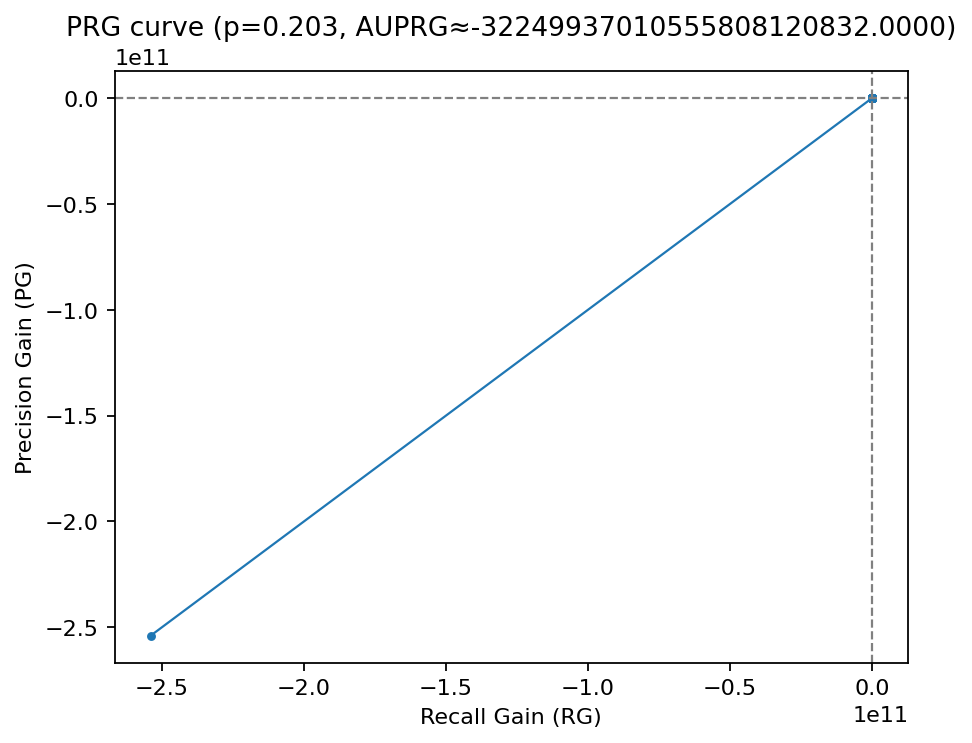 PRG curve (p=0.203, AUPRG≈-32249937010555808120832.0000)
1e11
0.0
−0.5
−1.0
−1.5
−2.0
−2.5
Precision Gain (PG)
−2.5 −2.0 −1.5 −1.0 −0.5 0.0
Recall Gain (RG)
1e11